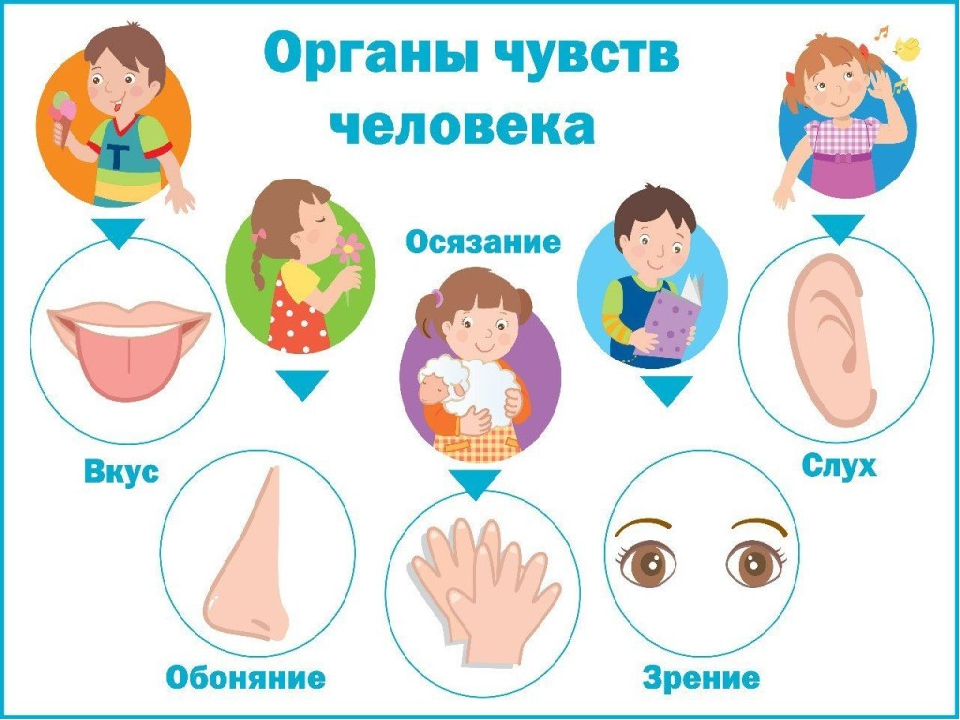 Органы чувств
человека
Осязание
Т
Вкус
Слух
Обоняние
Зрение